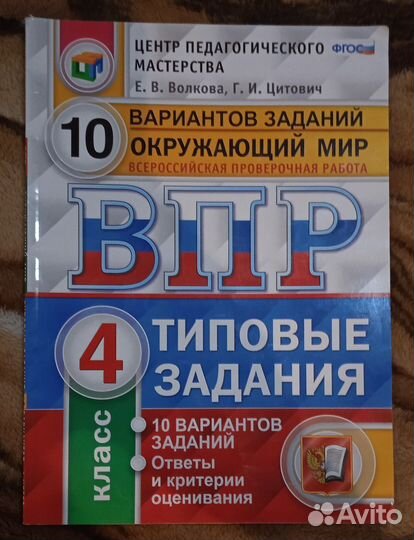 ЦЕНТР ПЕДАГОГИЧЕСКОГО
МАСТЕРСТВА
ФГОС
Е. В. Волкова, Г. И. Цитович
10
ВАРИАНТОВ ЗАДАНИЙ
ОКРУЖАЮЩИЙ МИР
ВСЕРОССИЙСКАЯ ПРОВЕРОЧНАЯ РАБОТА
ВПР
4
класс
ТИПОВЫЕ
ЗАДАНИЯ
• 10 ВАРИАНТОВ
ЗАДАНИЙ
• Ответы
и критерии
оценивания
Avito